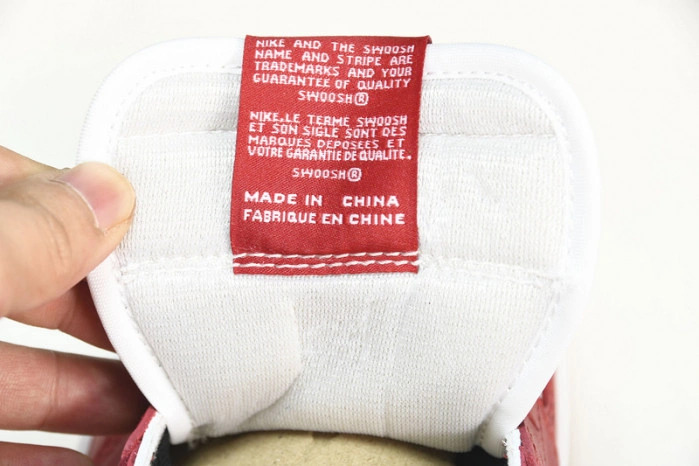 NIKE AND THE SWOOSH
NAME AND STRIPE ARE
TRADEMARKS AND YOUR
GUARANTEE OF QUALITY
SWOOSH®
NIKE.LE TERME SWOOSH
ET SON SIGLE SONT DES
MARQUES DEPOSEES ET
VOTRE GARANTIE DE QUALITE.
SWOOSH®
MADE IN CHINA
FABRIQUE EN CHINE